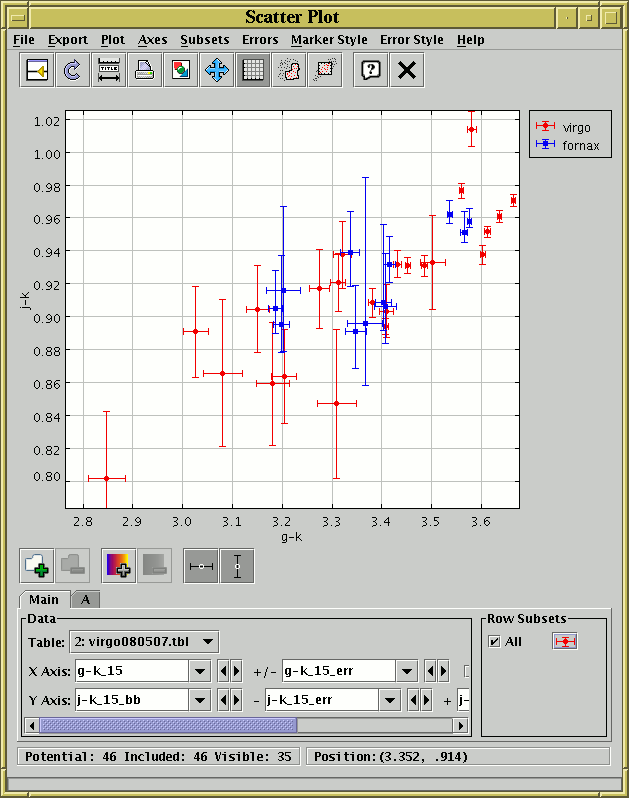 Scatter Plot
File Export Plot Axes Subsets Errors Marker Style Error Style Help
TITLE
1.02
1.00
0.98
0.96
0.94
0.92
0.90
0.88
0.86
0.84
0.82
0.80
j-k
2.8 2.9 3.0 3.1 3.2 3.3 3.4 3.5 3.6
g-k
virgo
fornax
Main A
Data
Table: 2: virgo080507.tbl
X Axis: g-k_15 +/- g-k_15_err
Y Axis: j-k_15_bb - j-k_15_err + j-
Row Subsets
All
Potential: 46 Included: 46 Visible: 35 Position:(3.352, .914)